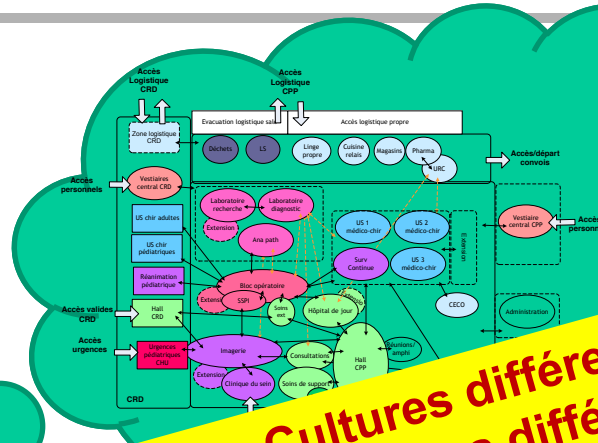 Accès
Logistique
CRD
Accès
Logistique
CPP
Evacuation logistique sale
Accès logistique propre
Zone logistique
CRD
Déchets
LS
Linge
propre
Cuisine
relais
Magasins
Pharma
URC
Accès/départ
convois
Accès
personnels
Vestiaires
central CRD
Laboratoire
recherche
Laboratoire
diagnostic
Extension
Ana path
US chir adultes
US chir
pédiatriques
US 1
médico-chir
US 2
médico-chir
Surv
Continue
US 3
médico-chir
Extension
Vestiaire
central CPP
Accès
Réanimation
pédiatrique
Bloc opératoire
SSPI
Soins
ext
Hôpital de jour
CECO
Administration
Accès valides
CRD
Hall
CRD
Accès
urgences
Urgences
pédiatriques
CHU
Imagerie
Extension
Clinique du sein
Consultations
Soins de support
Hall
CPP
Réunions/
amphi
CRD
Cultures